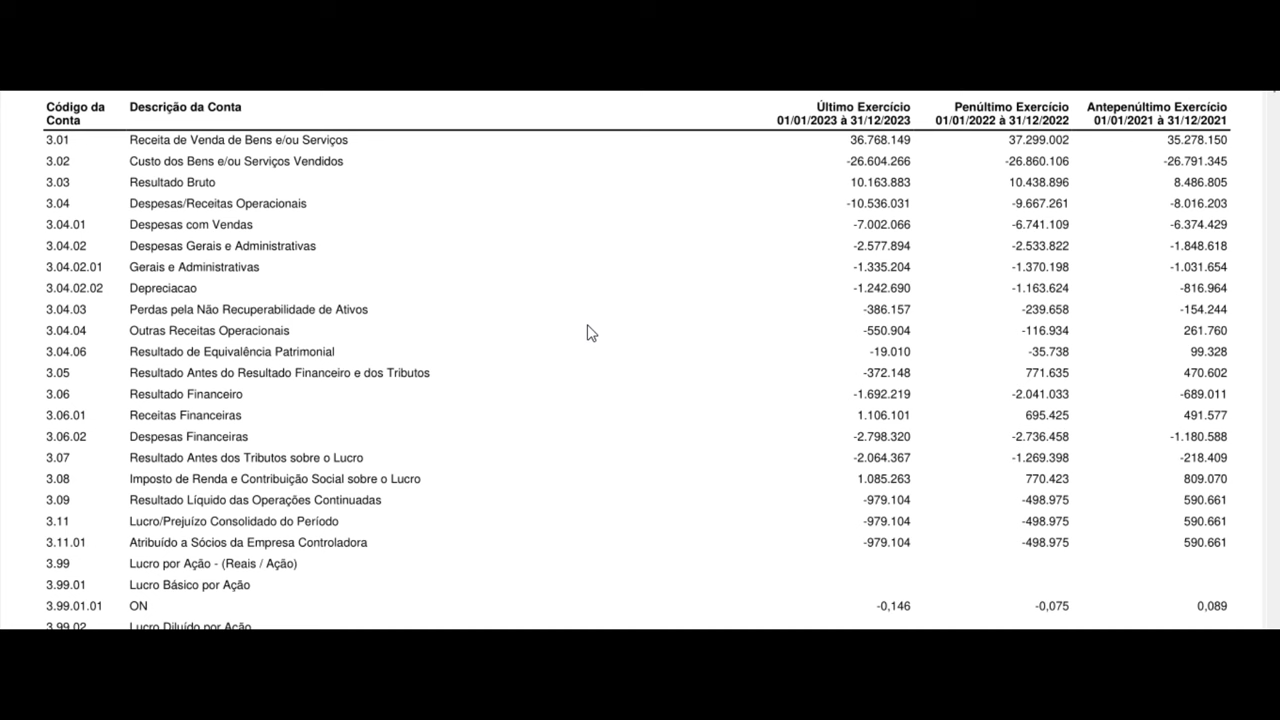 Código da Conta Descrição da Conta Último Exercício 01/01/2023 à 31/12/2023 Penúltimo Exercício 01/01/2022 à 31/12/2022 Antepenúltimo Exercício 01/01/2021 à 31/12/2021
3.01 Receita de Venda de Bens e/ou Serviços 36.768.149 37.299.002 35.278.150
3.02 Custo dos Bens e/ou Serviços Vendidos -26.604.266 -26.860.106 -26.791.345
3.03 Resultado Bruto 10.163.883 10.438.896 8.486.805
3.04 Despesas/Receitas Operacionais -10.536.031 -9.667.261 -8.016.203
3.04.01 Despesas com Vendas -7.002.066 -6.741.109 -6.374.429
3.04.02 Despesas Gerais e Administrativas -2.577.894 -2.533.822 -1.848.618
3.04.02.01 Gerais e Administrativas -1.335.204 -1.370.198 -1.031.654
3.04.02.02 Depreciacao -1.242.690 -1.163.624 -816.964
3.04.03 Perdas pela Não Recuperabilidade de Ativos -386.157 -239.658 -154.244
3.04.04 Outras Receitas Operacionais -550.904 -116.934 261.760
3.04.06 Resultado de Equivalência Patrimonial -19.010 -35.738 99.328
3.05 Resultado Antes do Resultado Financeiro e dos Tributos -372.148 771.635 470.602
3.06 Resultado Financeiro -1.692.219 -2.041.033 -689.011
3.06.01 Receitas Financeiras 1.106.101 695.425 491.577
3.06.02 Despesas Financeiras -2.798.320 -2.736.458 -1.180.588
3.07 Resultado Antes dos Tributos sobre o Lucro -2.064.367 -1.269.398 -218.409
3.08 Imposto de Renda e Contribuição Social sobre o Lucro 1.085.263 770.423 809.070
3.09 Resultado Líquido das Operações Continuadas -979.104 -498.975 590.661
3.11 Lucro/Prejuízo Consolidado do Período -979.104 -498.975 590.661
3.11.01 Atribuído a Sócios da Empresa Controladora -979.104 -498.975 590.661
3.99 Lucro por Ação - (Reais / Ação)
3.99.01 Lucro Básico por Ação
3.99.01.01 ON -0,146 -0,075 0,089
3.99.02 Lucro Diluído por Ação